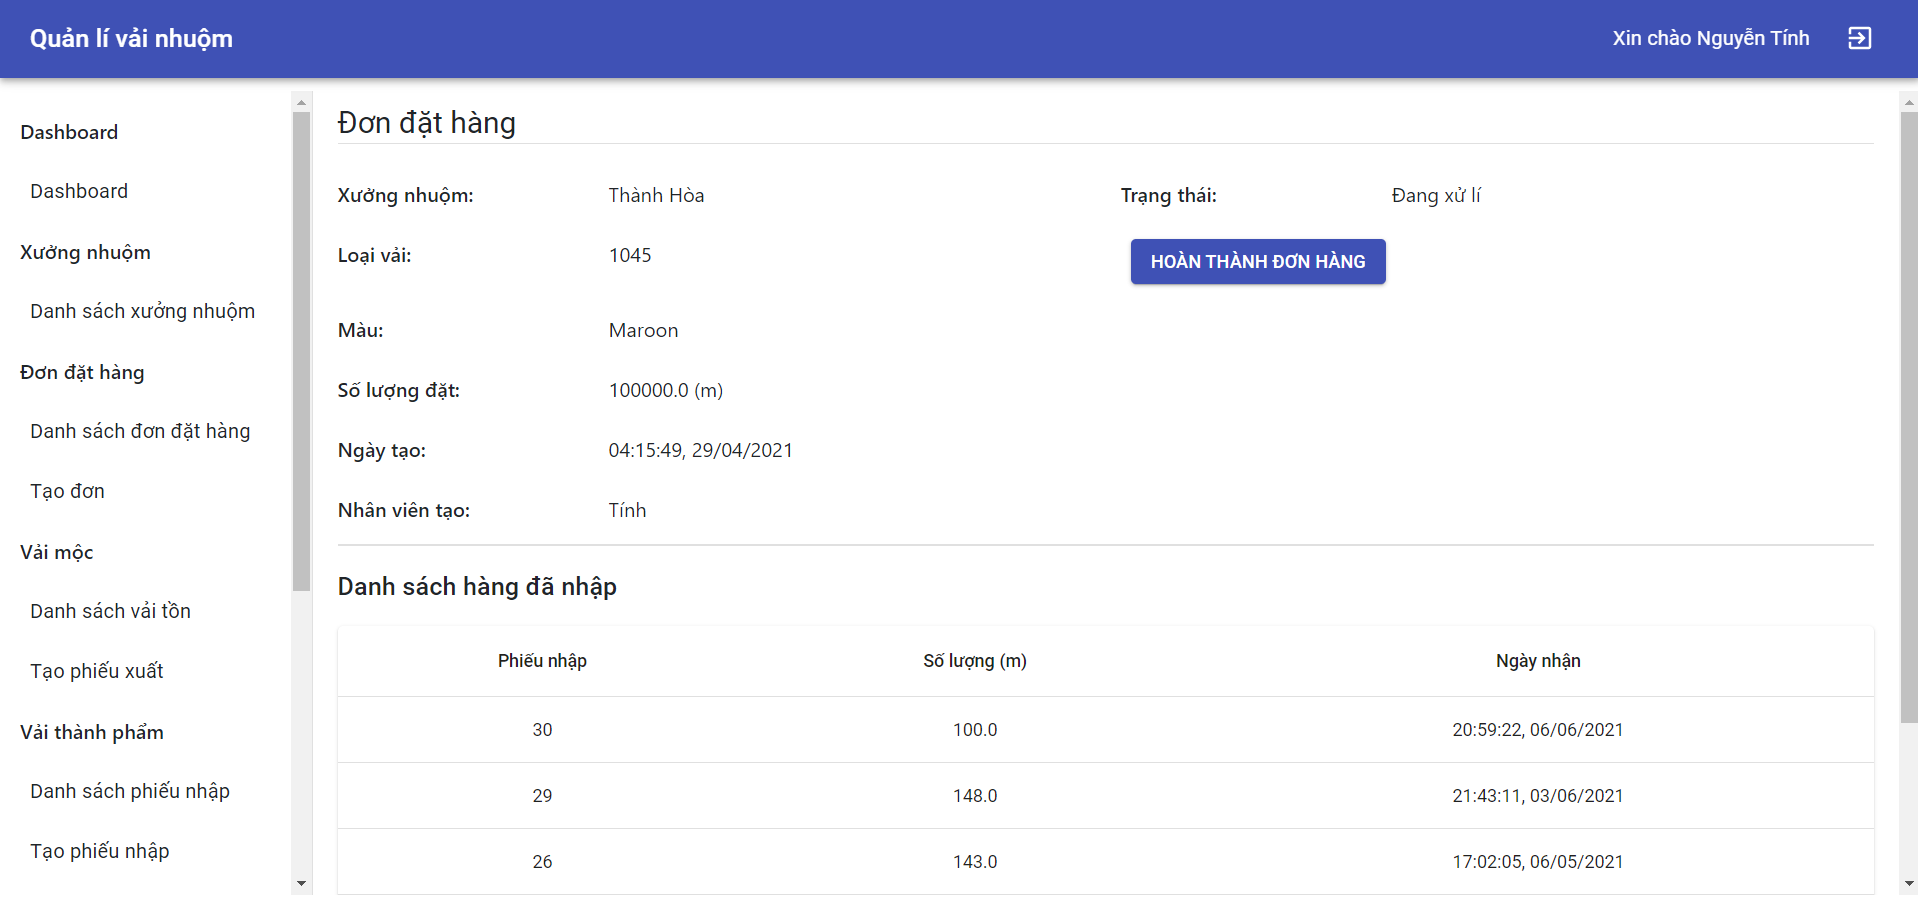 Quản lí vải nhuộm
Xin chào Nguyễn Tính
Dashboard
Dashboard
Xưởng nhuộm
Danh sách xưởng nhuộm
Đơn đặt hàng
Danh sách đơn đặt hàng
Tạo đơn
Vải mộc
Danh sách vải tồn
Tạo phiếu xuất
Vải thành phẩm
Danh sách phiếu nhập
Tạo phiếu nhập
Đơn đặt hàng
Xưởng nhuộm: Thành Hòa Trạng thái: Đang xử lí
Loại vải: 1045 HOÀN THÀNH ĐƠN HÀNG
Màu: Maroon
Số lượng đặt: 100000.0 (m)
Ngày tạo: 04:15:49, 29/04/2021
Nhân viên tạo: Tính
Danh sách hàng đã nhập
Phiếu nhập Số lượng (m) Ngày nhận
30 100.0 20:59:22, 06/06/2021
29 148.0 21:43:11, 03/06/2021
26 143.0 17:02:05, 06/05/2021